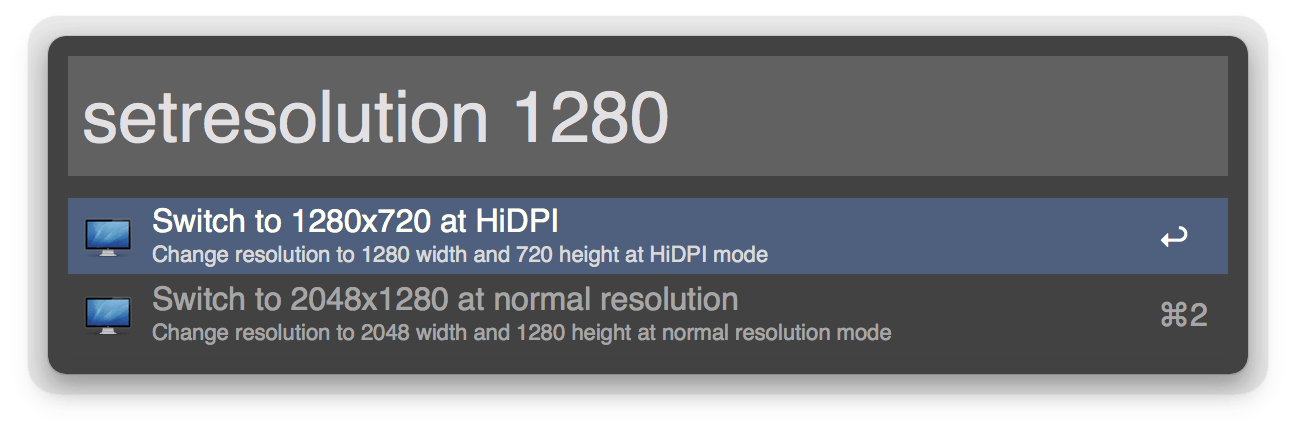 setresolution 1280
Switch to 1280x720 at HiDPI
Change resolution to 1280 width and 720 height at HiDPI mode
↩
Switch to 2048x1280 at normal resolution
Change resolution to 2048 width and 1280 height at normal resolution mode
⌘2